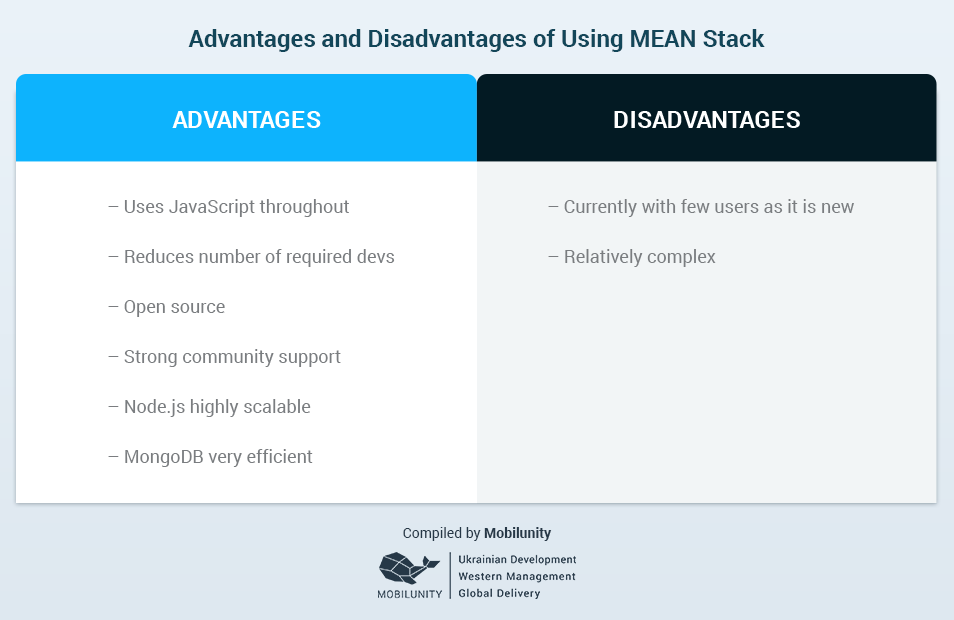 Advantages and Disadvantages of Using MEAN Stack
ADVANTAGES
– Uses JavaScript throughout
– Reduces number of required devs
– Open source
– Strong community support
– Node.js highly scalable
– MongoDB very efficient
DISADVANTAGES
– Currently with few users as it is new
– Relatively complex
Compiled by Mobilunity
MOBILUNITY
Ukrainian Development
Western Management
Global Delivery